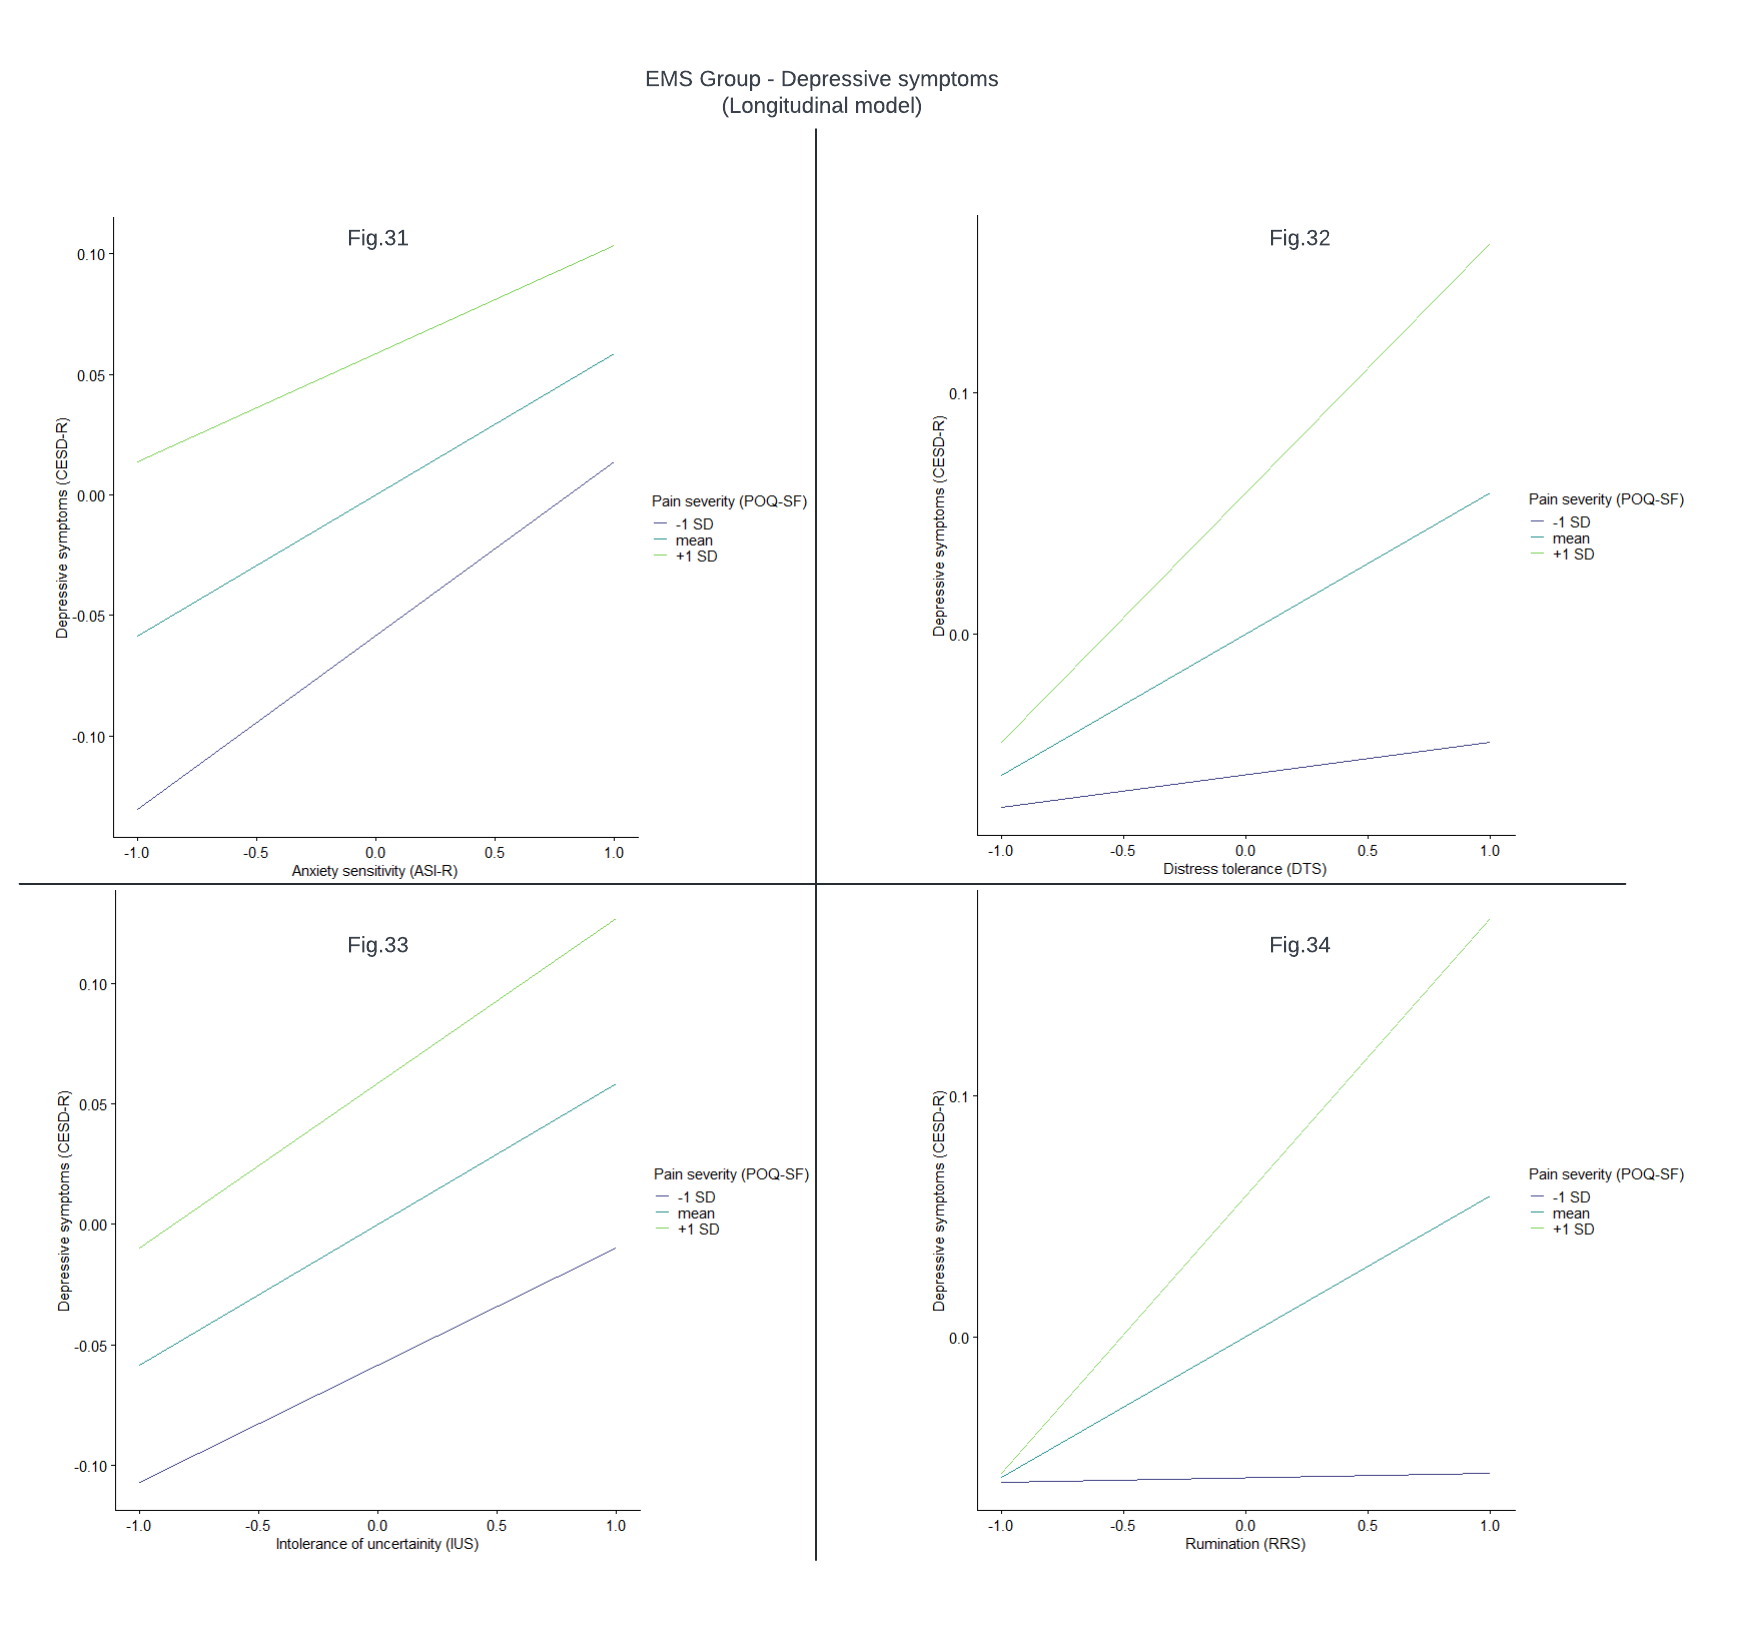 EMS Group - Depressive symptoms
(Longitudinal model)
Fig.31
0.10
0.05
0.00
-0.05
-0.10
Depressive symptoms (CESD-R)
-1.0 -0.5 0.0 0.5 1.0
Anxiety sensitivity (ASI-R)
Pain severity (POQ-SF)
-1 SD
mean
+1 SD
Fig.32
0.1
0.0
Depressive symptoms (CESD-R)
-1.0 -0.5 0.0 0.5 1.0
Distress tolerance (DTS)
Pain severity (POQ-SF)
-1 SD
mean
+1 SD
Fig.33
0.10
0.05
0.00
-0.05
-0.10
Depressive symptoms (CESD-R)
-1.0 -0.5 0.0 0.5 1.0
Intolerance of uncertainity (IUS)
Pain severity (POQ-SF)
-1 SD
mean
+1 SD
Fig.34
0.1
0.0
Depressive symptoms (CESD-R)
-1.0 -0.5 0.0 0.5 1.0
Rumination (RRS)
Pain severity (POQ-SF)
-1 SD
mean
+1 SD